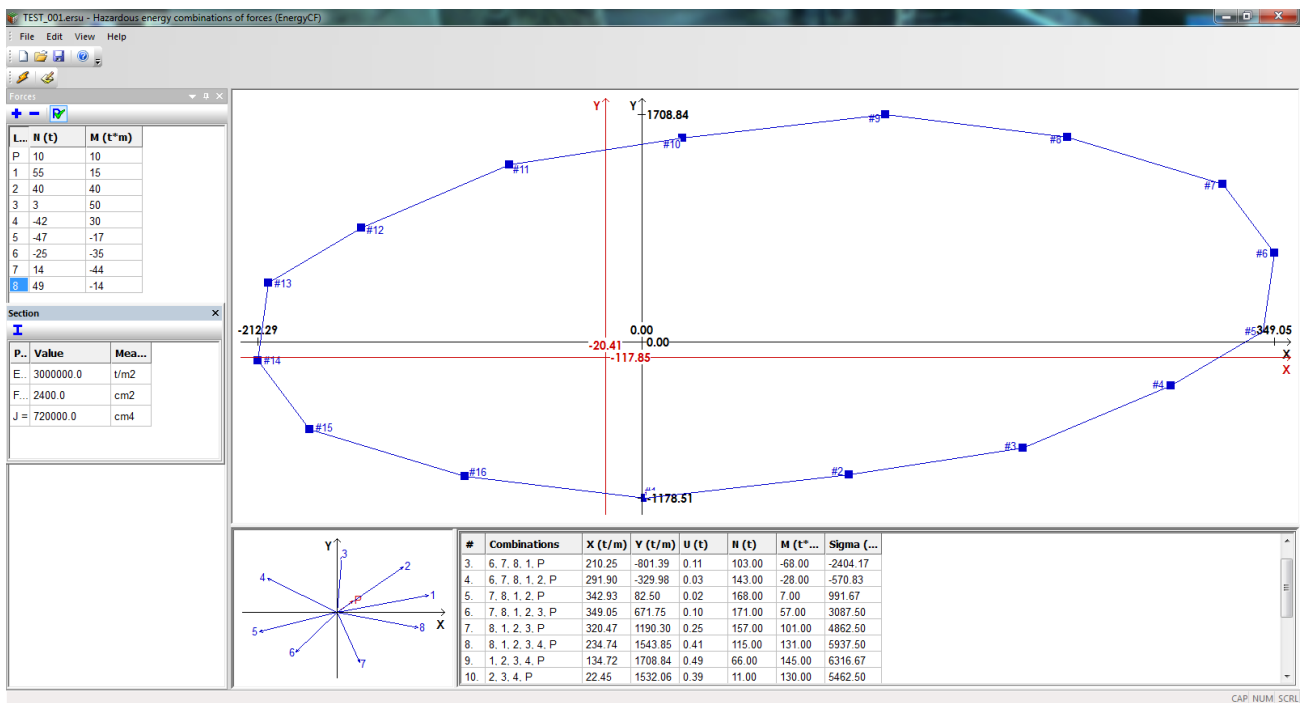 TEST_001.ersu - Hazardous energy combinations of forces (EnergyCF)
File Edit View Help
Forces
L... N (t) M (t*m)
P 10 10
1 55 15
2 40 40
3 3 50
4 -42 30
5 -47 -17
6 -25 -35
7 14 -44
8 49 -14
Section
P.. Value Mea...
E.. 3000000.0 t/m2
F... 2400.0 cm2
J = 720000.0 cm4
Y Y
1708.84
#9
#10
#8
#11
#7
#12
#6
#13
-212.29
0.00
#5 349.05
-20.41 0.00
X
-117.85
X
#14
#4
#15
#3
#16
#2
#1
-1178.51
Y
3
2
4
1
8 X
5
6
7
# Combinations X (t/m) Y (t/m) U (t) N (t) M (t*... Sigma (...
3. 6, 7, 8, 1, P 210.25 -801.39 0.11 103.00 -68.00 -2404.17
4. 6, 7, 8, 1, 2, P 291.90 -329.98 0.03 143.00 -28.00 -570.83
5. 7, 8, 1, 2, P 342.93 82.50 0.02 168.00 7.00 991.67
6. 7, 8, 1, 2, 3, P 349.05 671.75 0.10 171.00 57.00 3087.50
7. 8, 1, 2, 3, P 320.47 1190.30 0.25 157.00 101.00 4862.50
8. 8, 1, 2, 3, 4, P 234.74 1543.85 0.41 115.00 131.00 5937.50
9. 1, 2, 3, 4, P 134.72 1708.84 0.49 66.00 145.00 6316.67
10. 2, 3, 4, P 22.45 1532.06 0.39 11.00 130.00 5462.50
CAP NUM SCRL